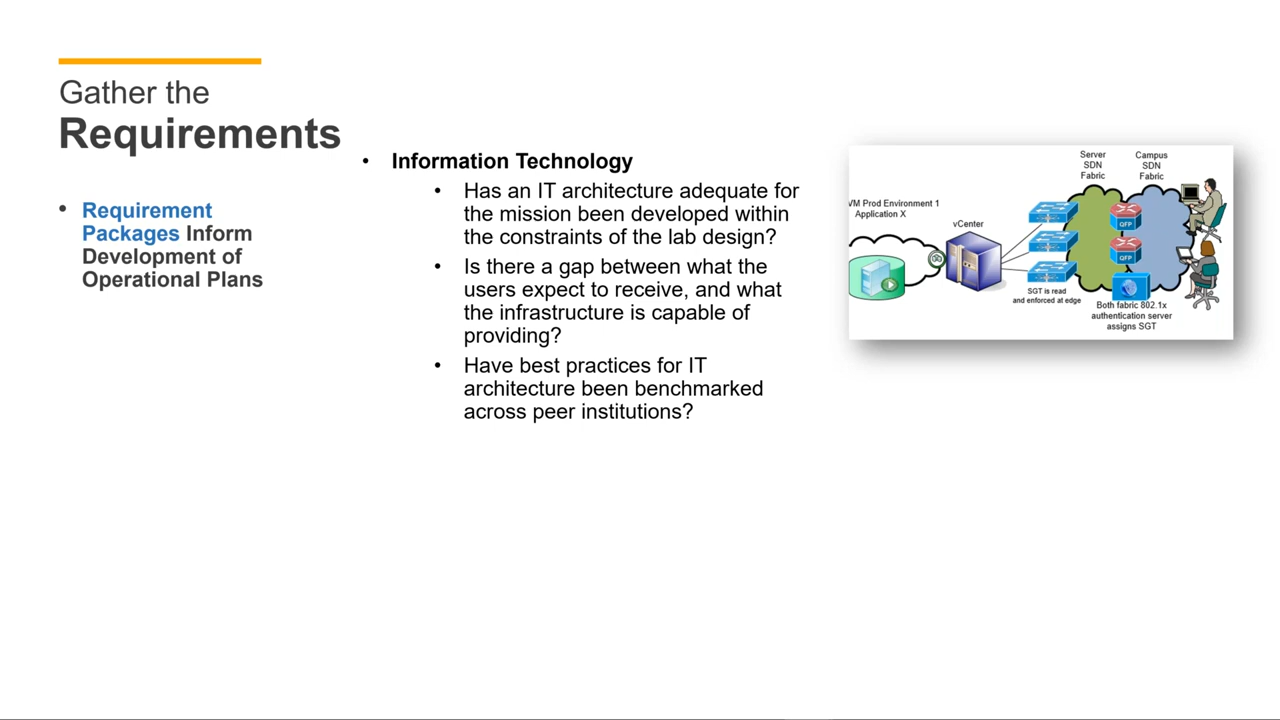 Gather the
Requirements
• Requirement
Packages Inform
Development of
Operational Plans
• Information Technology
• Has an IT architecture adequate for
the mission been developed within
the constraints of the lab design?
• Is there a gap between what the
users expect to receive, and what
the infrastructure is capable of
providing?
• Have best practices for IT
architecture been benchmarked
across peer institutions?
VM Prod Environment 1
Application X
vCenter
Server
SDN
Fabric
Campus
SDN
Fabric
QFP
QFP
SGT is read
and enforced at edge
Both fabric 802.1x
authentication server
assigns SGT